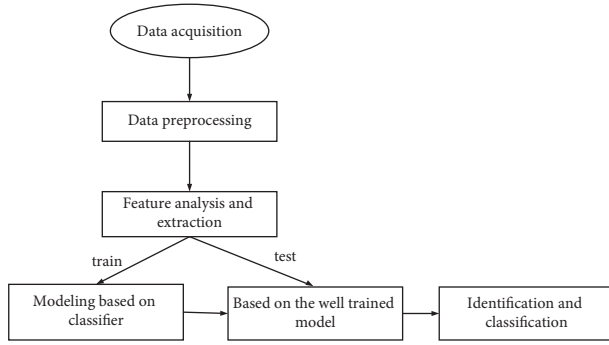 Data acquisition
Data preprocessing
Feature analysis and
extraction
train
test
Modeling based on
classifier
Based on the well trained
model
Identification and
classification